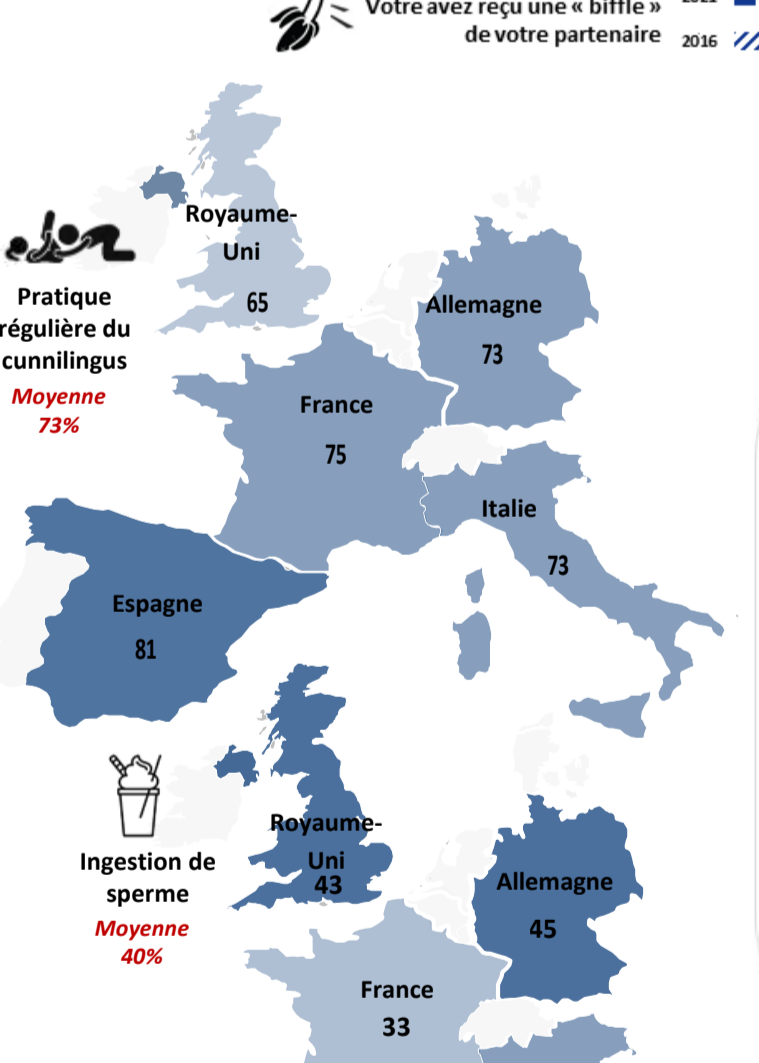 Votre avez reçu une « biffle »
de votre partenaire
2021
2016
Royaume-
Uni
65
Pratique
régulière du
cunnilingus
Moyenne
73%
Allemagne
73
France
75
Italie
73
Espagne
81
Ingestion de
sperme
Moyenne
40%
Royaume-
Uni
43
Allemagne
45
France
33